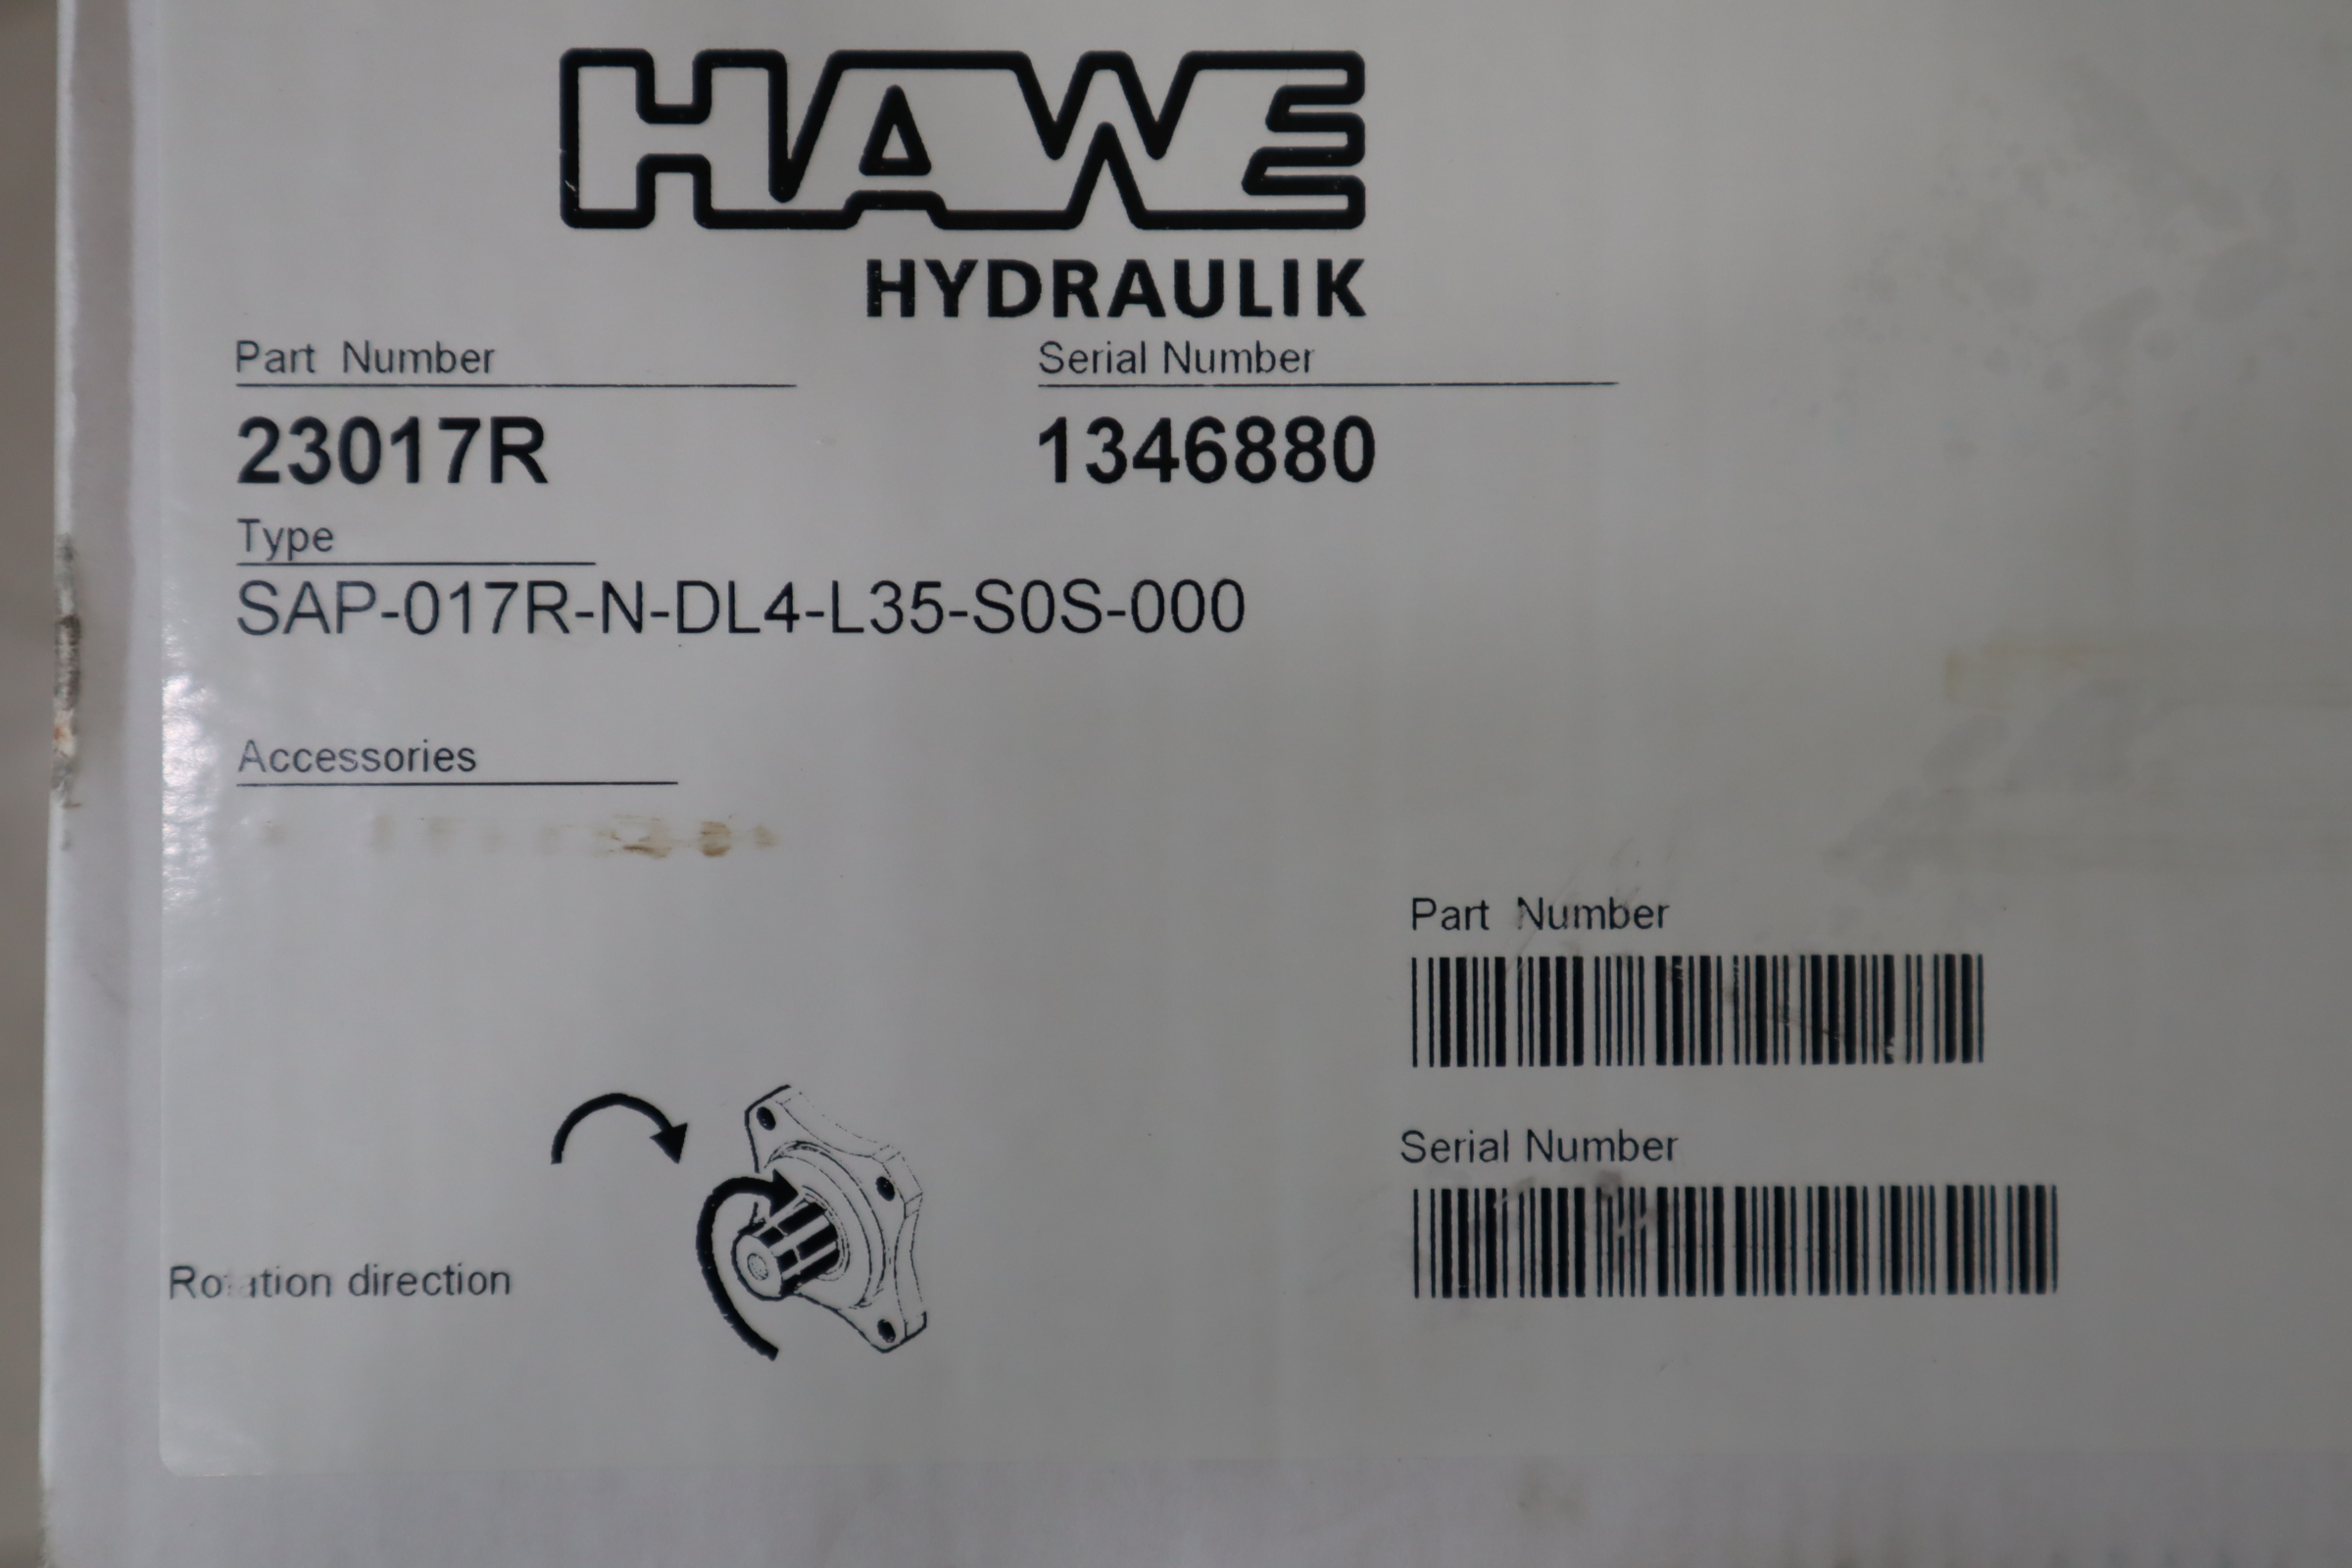 HAWE
HYDRAULIK
Part Number
Serial Number
23017R
1346880
Type
SAP-017R-N-DL4-L35-S0S-000
Accessories
Part Number
Serial Number
Rotation direction